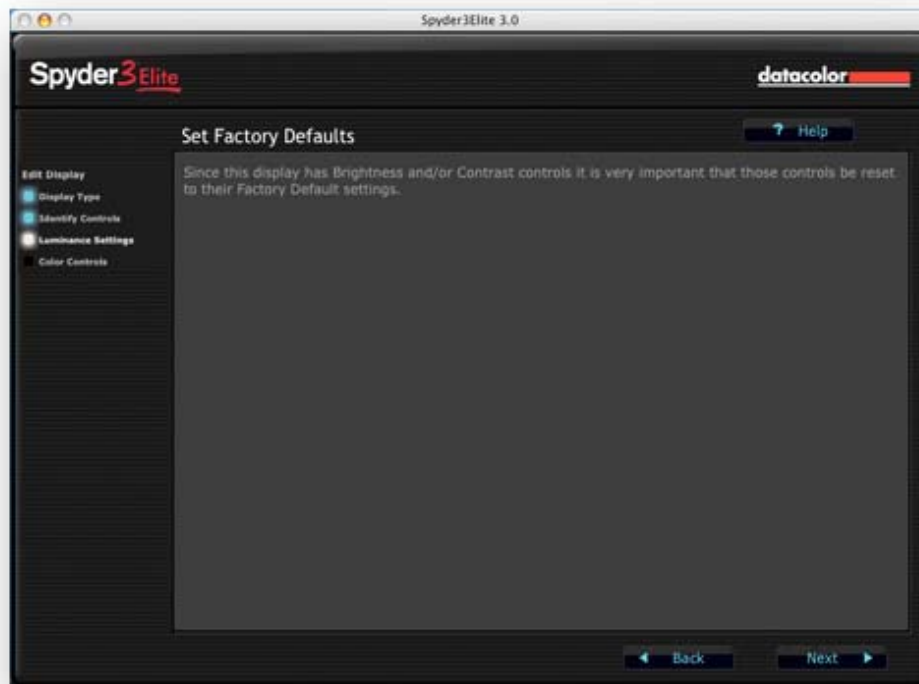 Spyder3Elite 3.0
Spyder3Elite
datacolor
Set Factory Defaults
? Help
Edit Display
Display Type
Identify Controls
Luminance Settings
Color Controls
Since this display has Brightness and/or Contrast controls it is very important that those controls be reset
to their Factory Default settings.
Back
Next